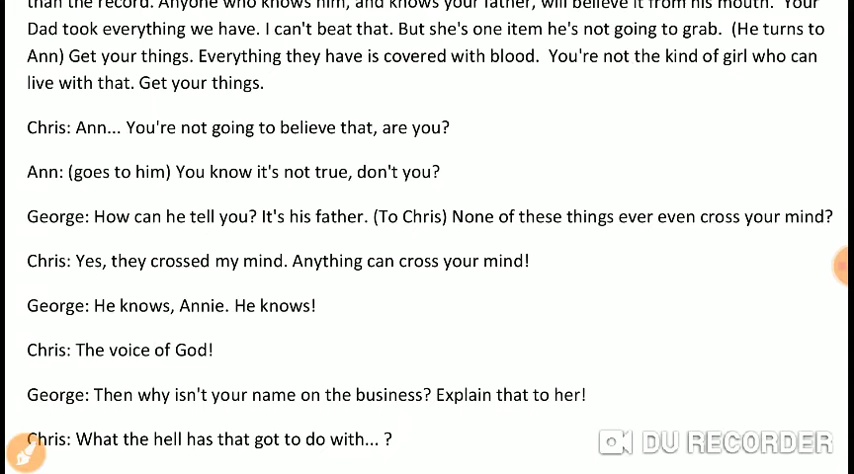 than the record. Anyone who knows him, and knows your father, will believe it from his mouth. Your
Dad took everything we have. I can't beat that. But she's one item he's not going to grab. (He turns to
Ann) Get your things. Everything they have is covered with blood. You're not the kind of girl who can
live with that. Get your things.
Chris: Ann... You're not going to believe that, are you?
Ann: (goes to him) You know it's not true, don't you?
George: How can he tell you? It's his father. (To Chris) None of these things ever even cross your mind?
Chris: Yes, they crossed my mind. Anything can cross your mind!
George: He knows, Annie. He knows!
Chris: The voice of God!
George: Then why isn't your name on the business? Explain that to her!
Chris: What the hell has that got to do with... ?
DU RECORDER